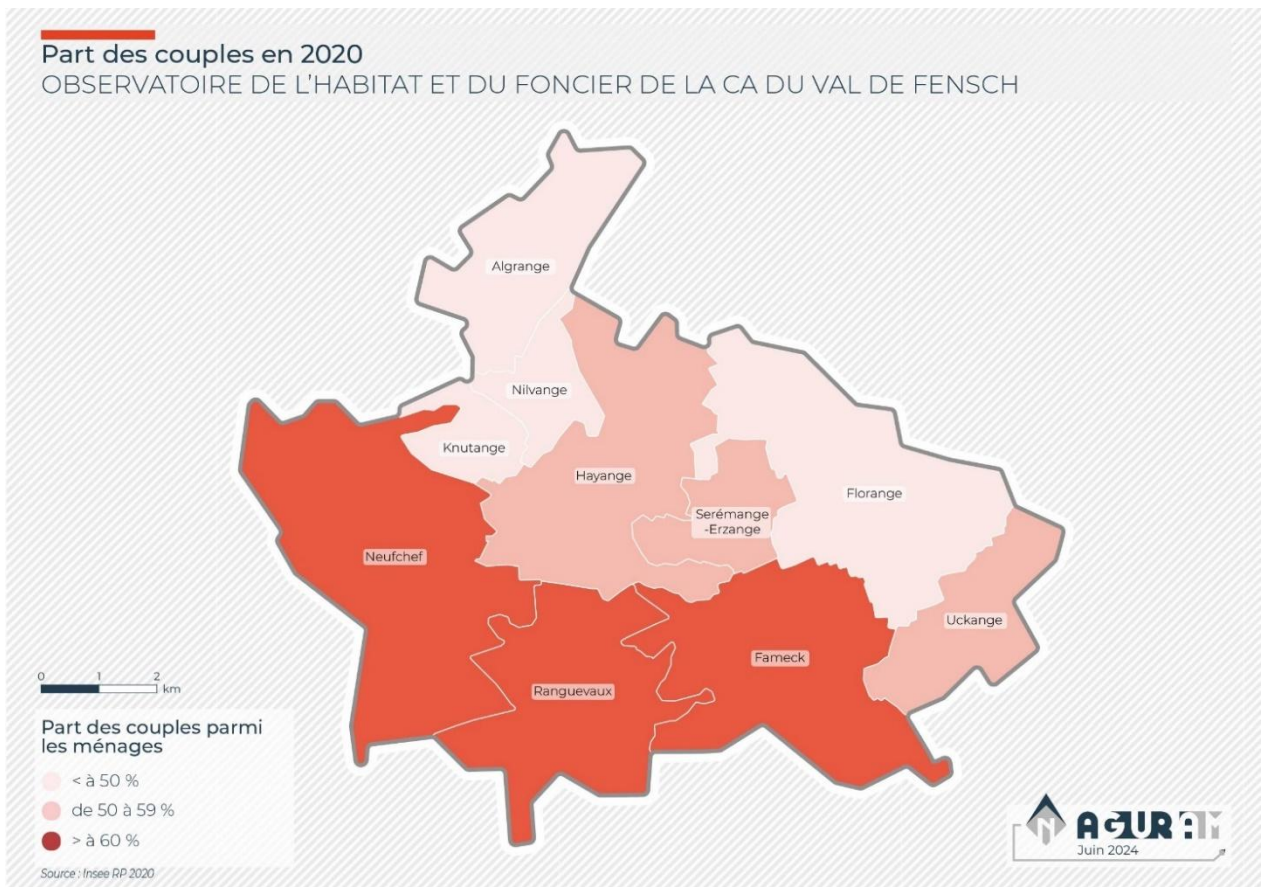 Part des couples en 2020
OBSERVATOIRE DE L'HABITAT ET DU FONCIER DE LA CA DU VAL DE FENSCH
Algrange
Nilvange
Knutange
Hayange
Florange
Serémange
-Erzange
Neufchef
Uckange
Fameck
Ranguevaux
0 1 2
km
Part des couples parmi
les ménages
< à 50 %
de 50 à 59 %
> à 60 %
Source : Insee RP 2020
N
AGURAM
Juin 2024